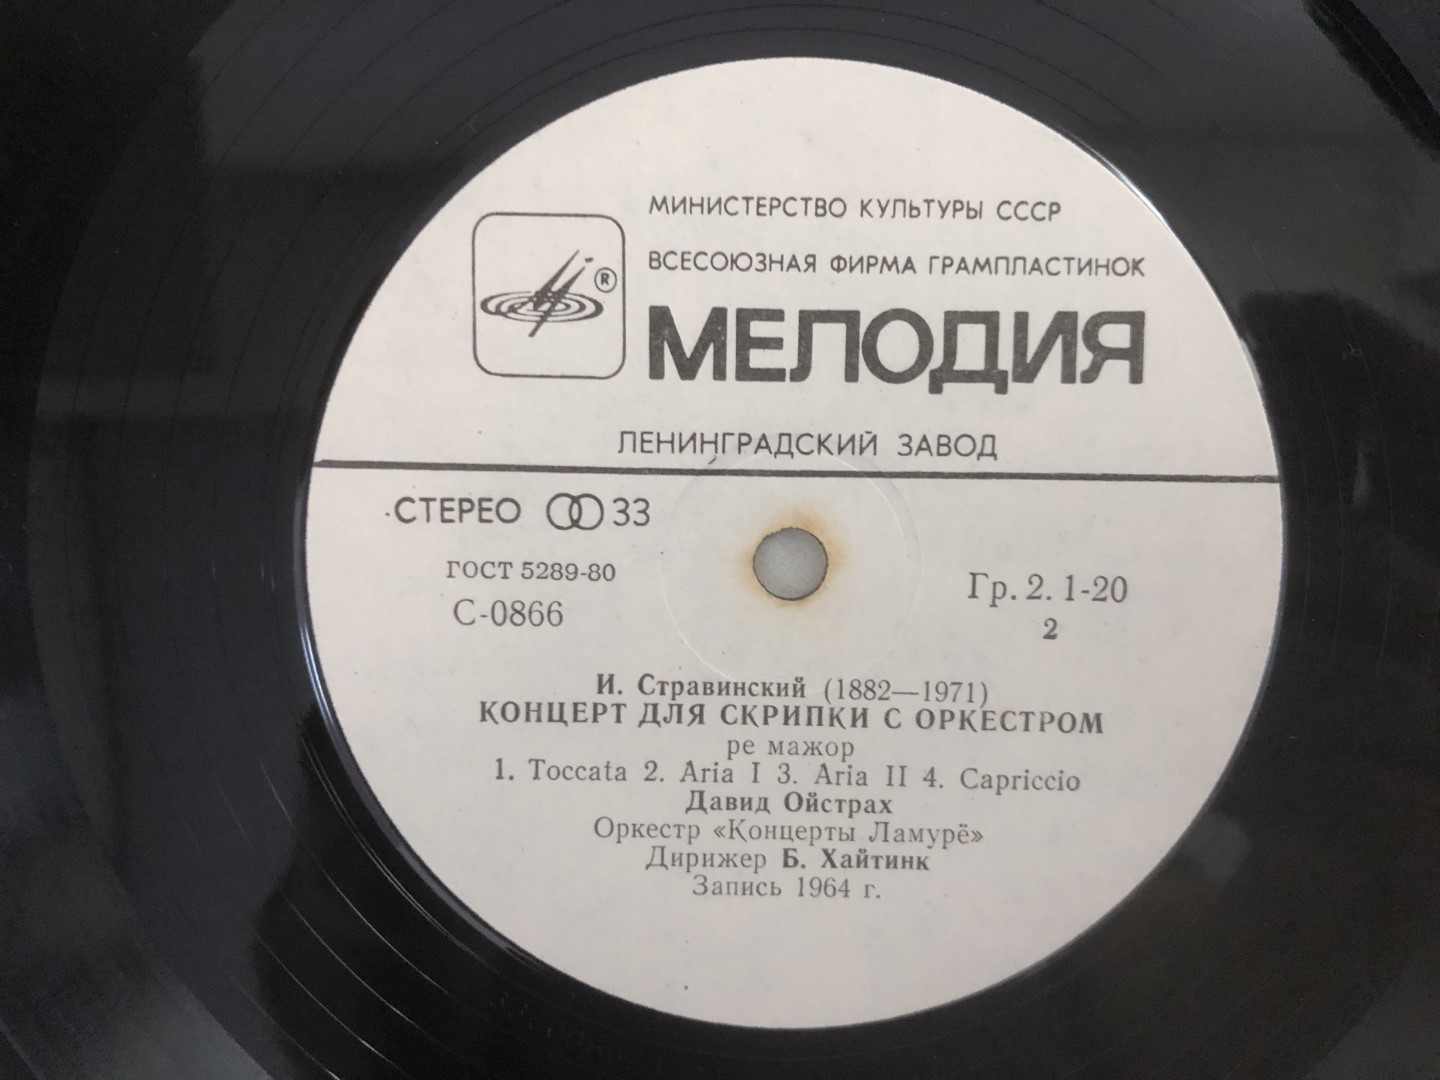 МИНИСТЕРСТВО КУЛЬТУРЫ СССР
ВСЕСОЮЗНАЯ ФИРМА ГРАМПЛАСТИНОК
®
МЕЛОДИЯ
ЛЕНИНГРАДСКИЙ ЗАВОД
СТЕРЕО 33
ГОСТ 5289-80
С-0866
Гр. 2. 1-20
2
И. Стравинский (1882—1971)
КОНЦЕРТ ДЛЯ СКРИПКИ С ОРКЕСТРОМ
ре мажор
1. Toccata 2. Aria I 3. Aria II 4. Capriccio
Давид Ойстрах
Оркестр «Концерты Ламурё»
Дирижер Б. Хайтинк
Запись 1964 г.